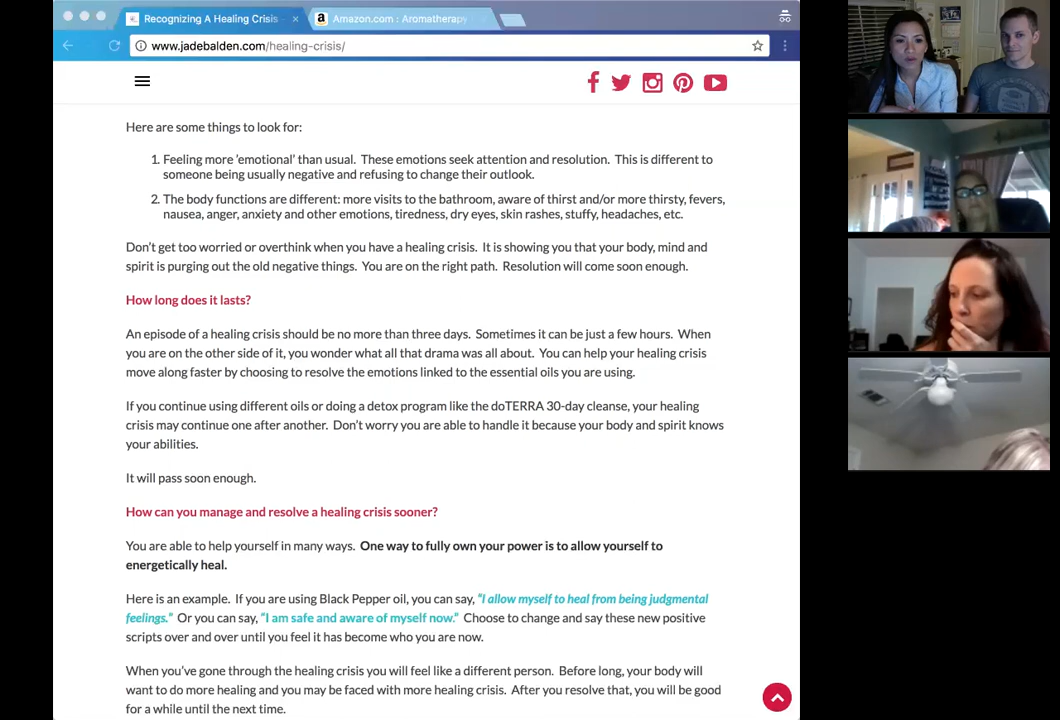 Recognizing A Healing Crisis
Amazon.com : Aromatherapy
www.jadebalden.com/healing-crisis/
Here are some things to look for:
1. Feeling more 'emotional' than usual. These emotions seek attention and resolution. This is different to
someone being usually negative and refusing to change their outlook.
2. The body functions are different: more visits to the bathroom, aware of thirst and/or more thirsty, fevers,
nausea, anger, anxiety and other emotions, tiredness, dry eyes, skin rashes, stuffy, headaches, etc.
Don't get too worried or overthink when you have a healing crisis. It is showing you that your body, mind and
spirit is purging out the old negative things. You are on the right path. Resolution will come soon enough.
How long does it lasts?
An episode of a healing crisis should be no more than three days. Sometimes it can be just a few hours. When
you are on the other side of it, you wonder what all that drama was all about. You can help your healing crisis
move along faster by choosing to resolve the emotions linked to the essential oils you are using.
If you continue using different oils or doing a detox program like the doTERRA 30-day cleanse, your healing
crisis may continue one after another. Don't worry you are able to handle it because your body and spirit knows
your abilities.
It will pass soon enough.
How can you manage and resolve a healing crisis sooner?
You are able to help yourself in many ways. One way to fully own your power is to allow yourself to
energetically heal.
Here is an example. If you are using Black Pepper oil, you can say, "I allow myself to heal from being judgmental
feelings." Or you can say, "I am safe and aware of myself now." Choose to change and say these new positive
scripts over and over until you feel it has become who you are now.
When you've gone through the healing crisis you will feel like a different person. Before long, your body will
want to do more healing and you may be faced with more healing crisis. After you resolve that, you will be good
for a while until the next time.